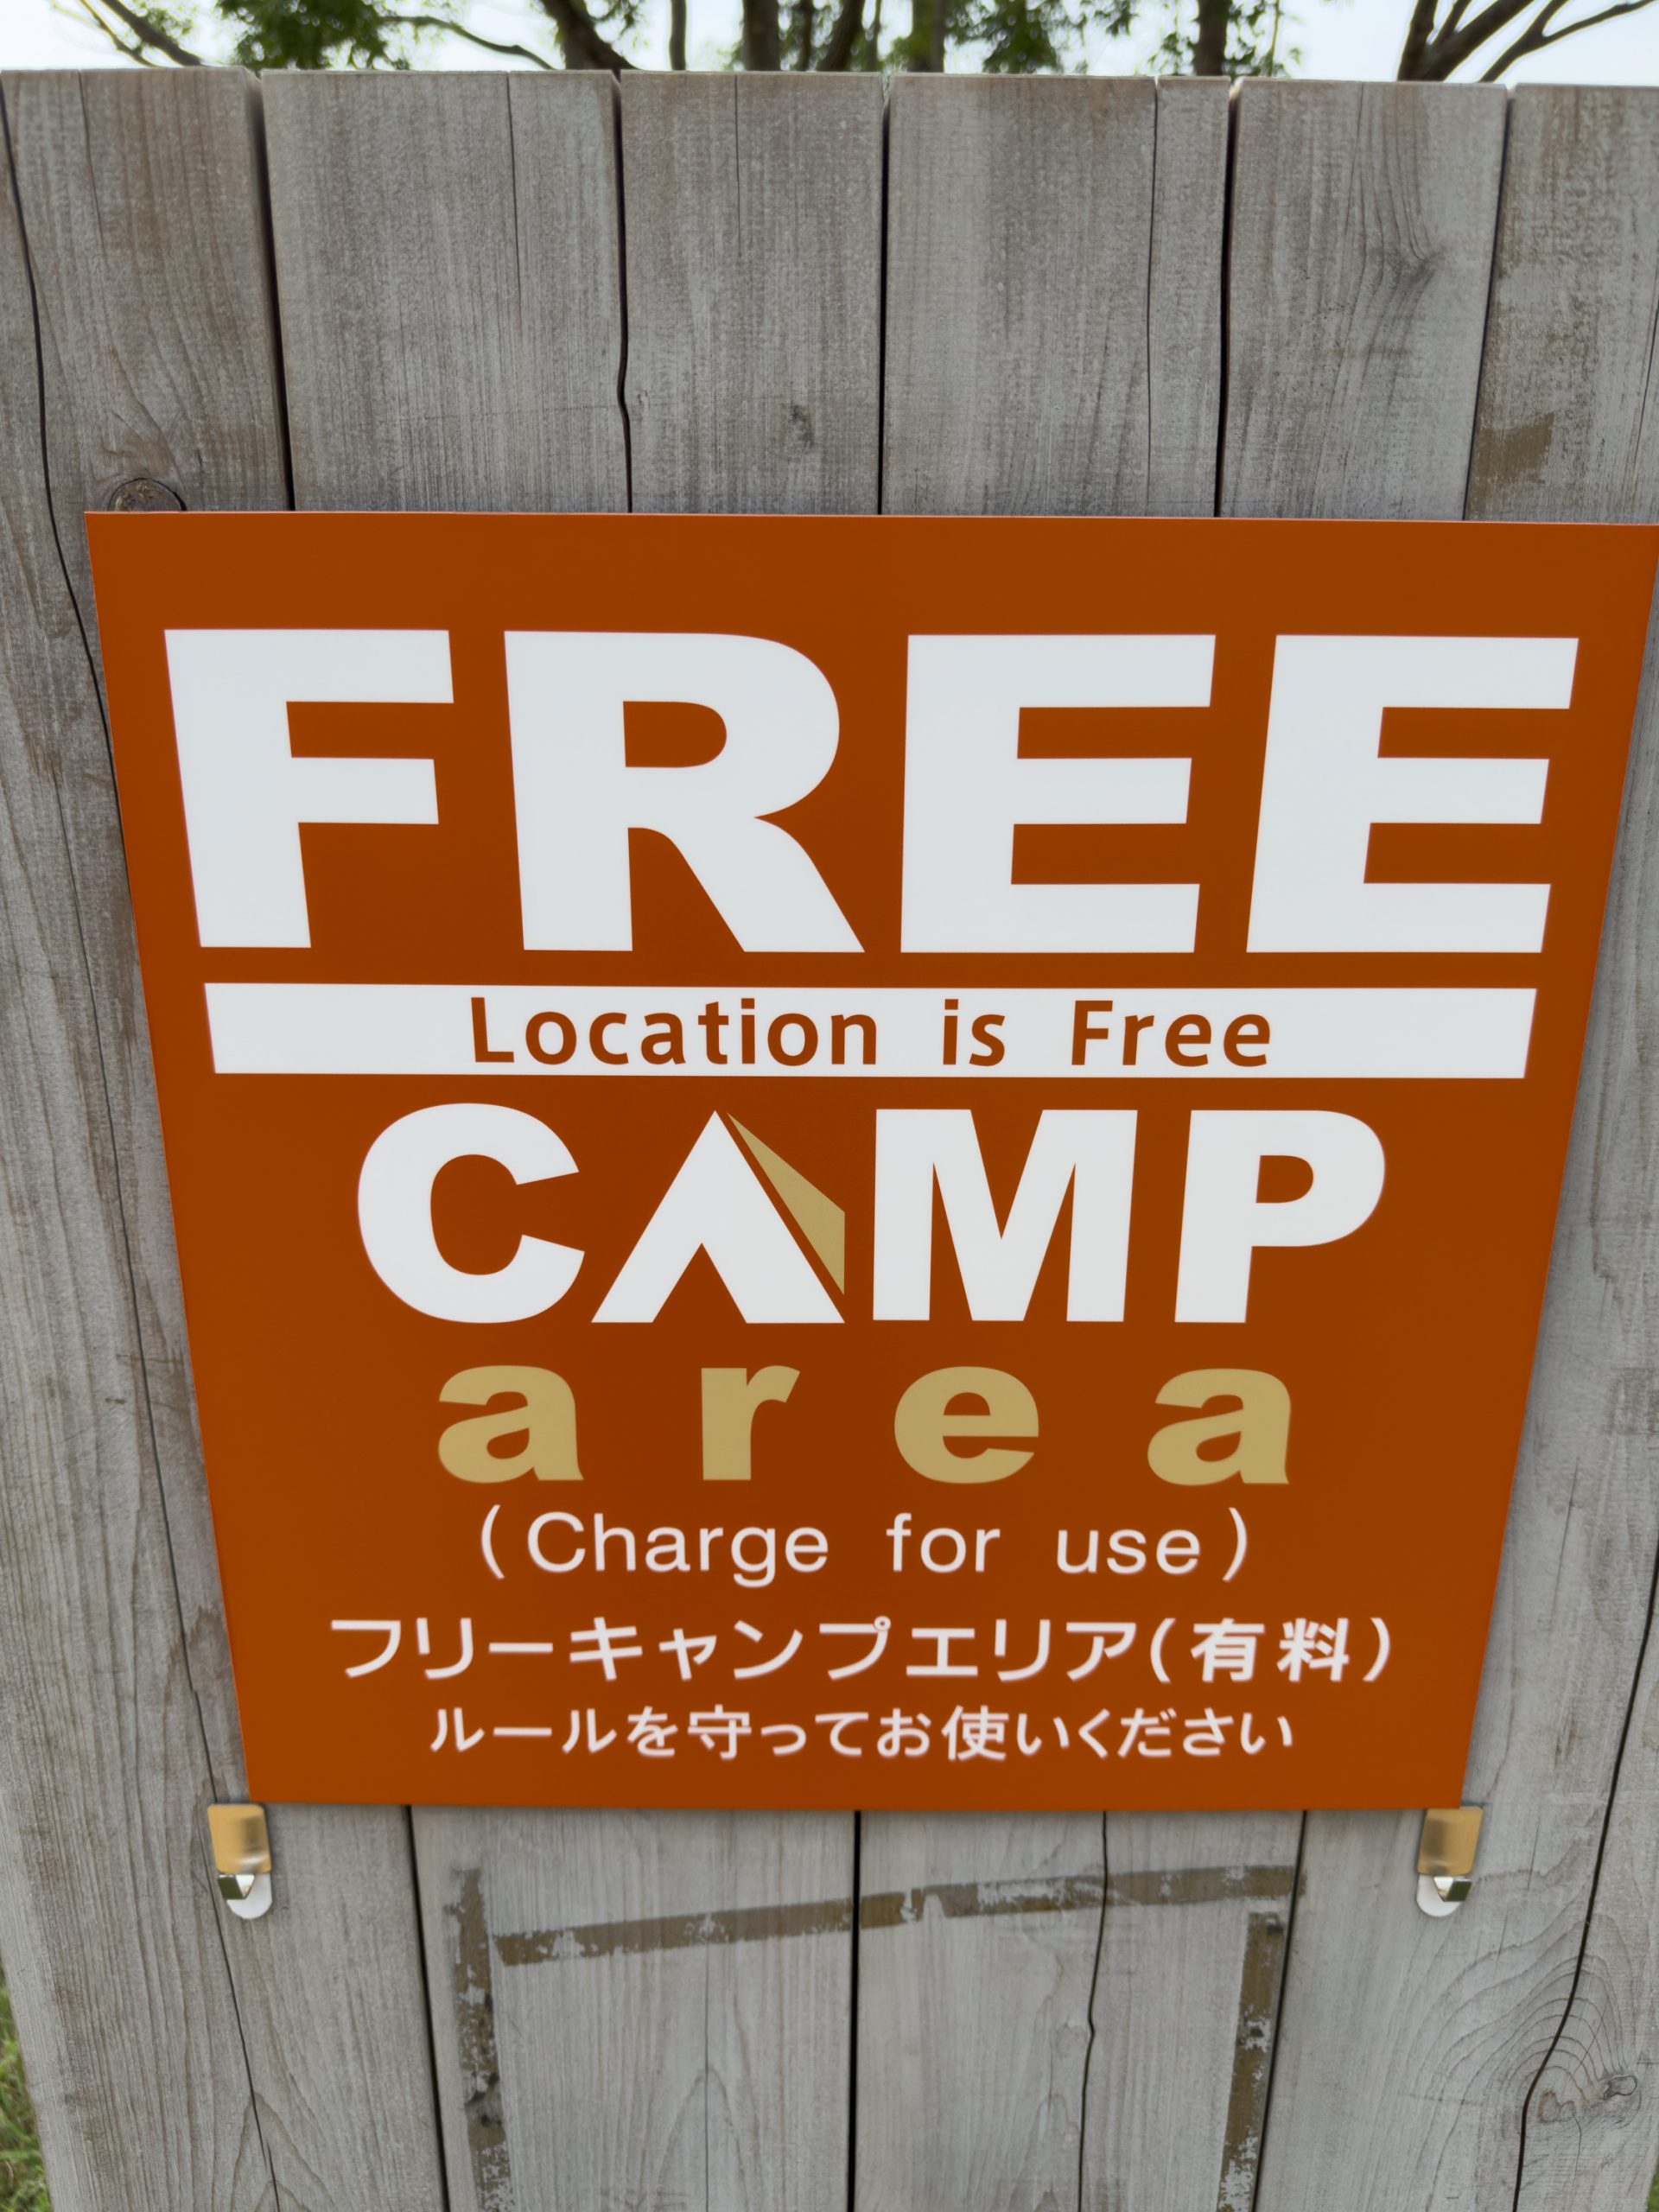 FREE
Location is Free
CAMP
area
(Charge for use)
フリーキャンプエリア(有料)
ルールを守ってお使いください